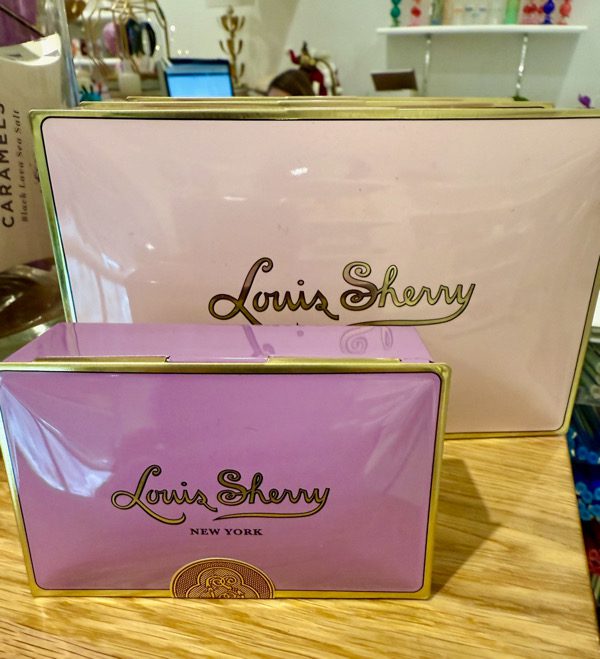 CARAMELS
Black Lava Sea Salt
Louis Sherry
Louis Sherry
NEW YORK